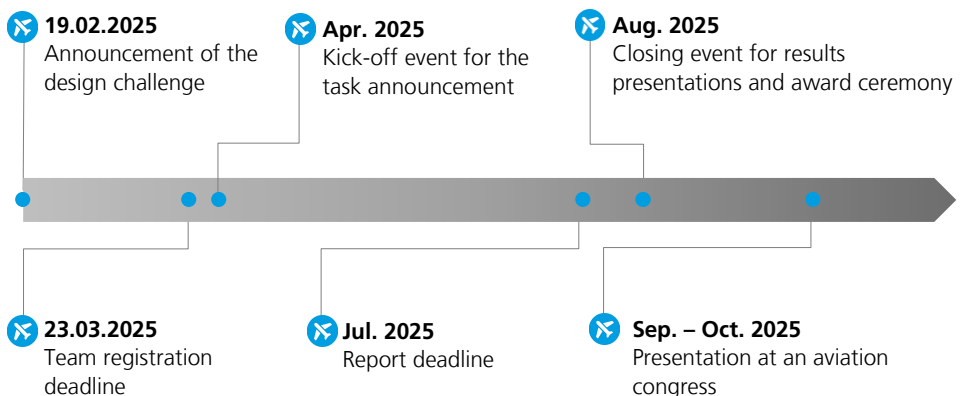 19.02.2025
Announcement of the
design challenge
Apr. 2025
Kick-off event for the
task announcement
Aug. 2025
Closing event for results
presentations and award ceremony
23.03.2025
Team registration
deadline
Jul. 2025
Report deadline
Sep. – Oct. 2025
Presentation at an aviation
congress